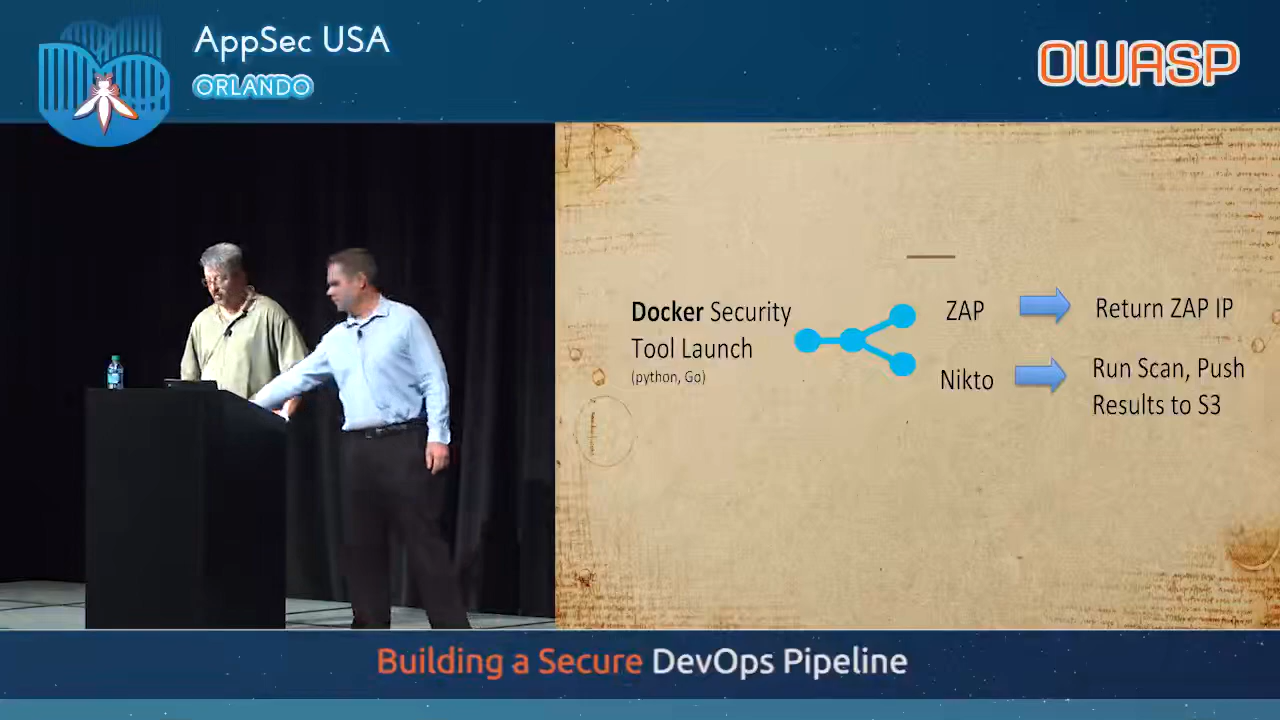 AppSec USA
ORLANDO
OWASP
Docker Security
Tool Launch
(python, Go)
ZAP
Return ZAP IP
Nikto
Run Scan, Push
Results to S3
Building a Secure DevOps Pipeline